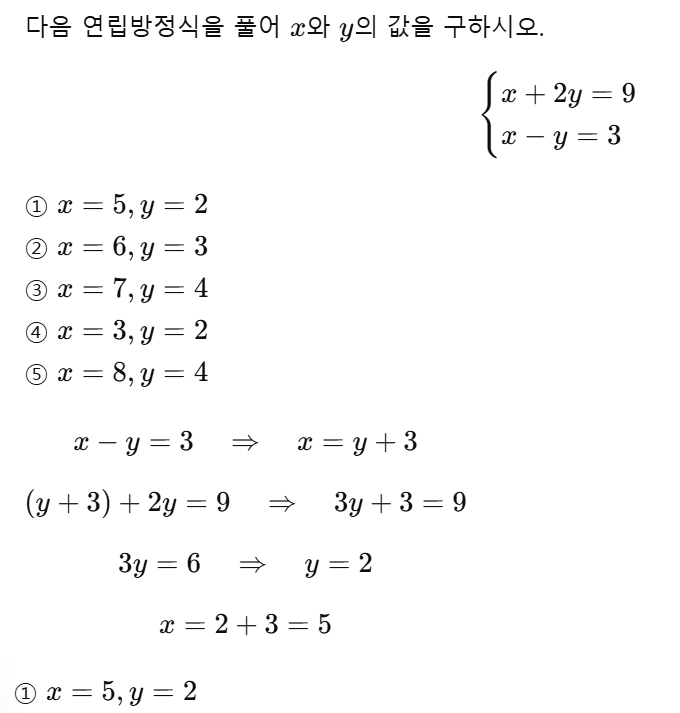 다음 연립방정식을 풀어 x와 y의 값을 구하시오.
{x + 2y = 9
x − y = 3
① x = 5, y = 2
② x = 6, y = 3
③ x = 7, y = 4
④ x = 3, y = 2
⑤ x = 8, y = 4
x − y = 3 ⇒ x = y + 3
(y + 3) + 2y = 9 ⇒ 3y + 3 = 9
3y = 6 ⇒ y = 2
x = 2 + 3 = 5
① x = 5, y = 2